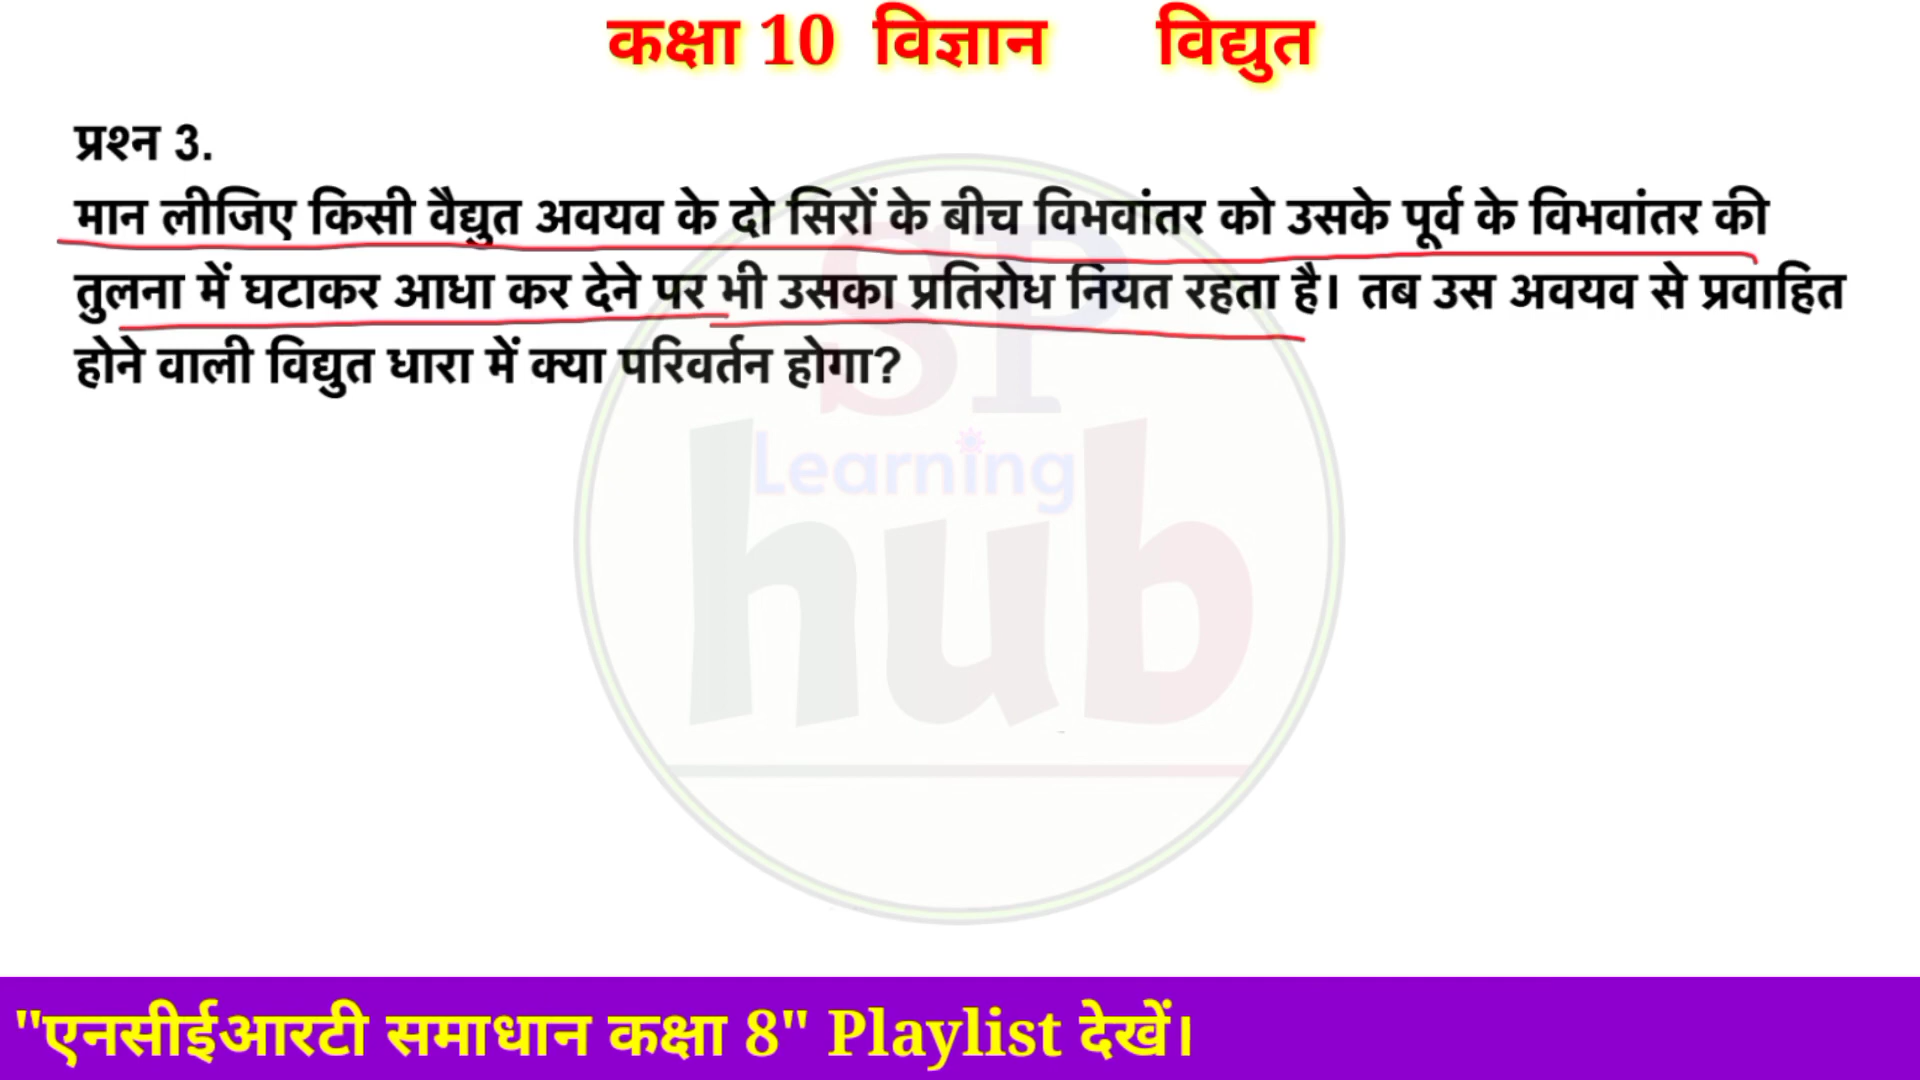 कक्षा 10 विज्ञान विद्युत
प्रश्न 3.
मान लीजिए किसी वैद्युत अवयव के दो सिरों के बीच विभवांतर को उसके पूर्व के विभवांतर की
तुलना में घटाकर आधा कर देने पर भी उसका प्रतिरोध नियत रहता है। तब उस अवयव से प्रवाहित
होने वाली विद्युत धारा में क्या परिवर्तन होगा?
SP
Learning
hub
"एनसीईआरटी समाधान कक्षा 8" Playlist देखें।